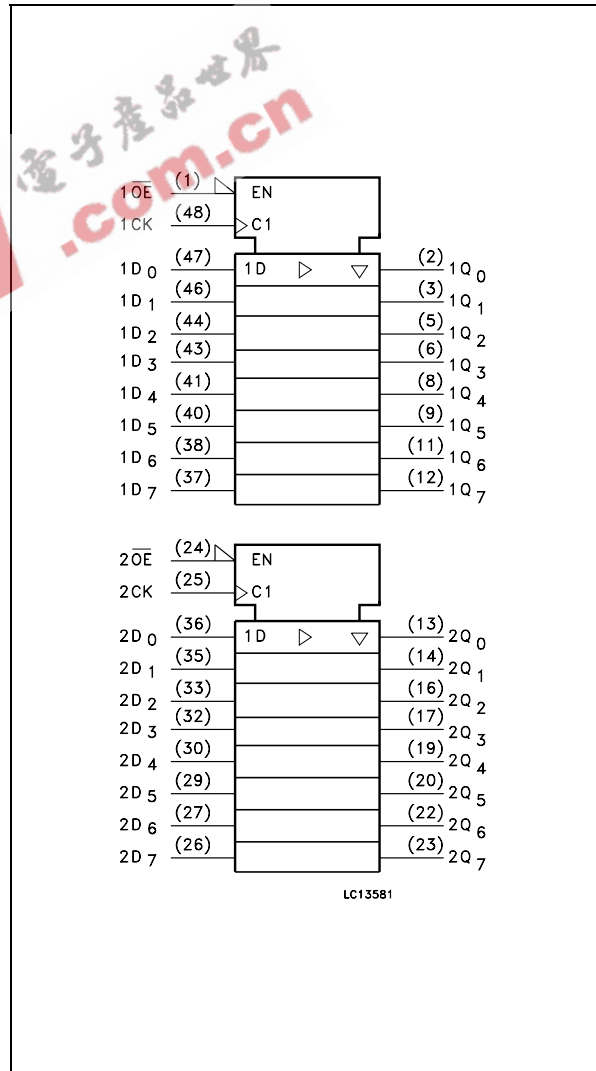 電子產品世界
.com.cn
1O̅E̅ (1) EN
1CK (48) C1
1D0 (47) 1D (2) 1Q0
1D1 (46) (3) 1Q1
1D2 (44) (5) 1Q2
1D3 (43) (6) 1Q3
1D4 (41) (8) 1Q4
1D5 (40) (9) 1Q5
1D6 (38) (11) 1Q6
1D7 (37) (12) 1Q7
2O̅E̅ (24) EN
2CK (25) C1
2D0 (36) 1D (13) 2Q0
2D1 (35) (14) 2Q1
2D2 (33) (16) 2Q2
2D3 (32) (17) 2Q3
2D4 (30) (19) 2Q4
2D5 (29) (20) 2Q5
2D6 (27) (22) 2Q6
2D7 (26) (23) 2Q7
LC13581